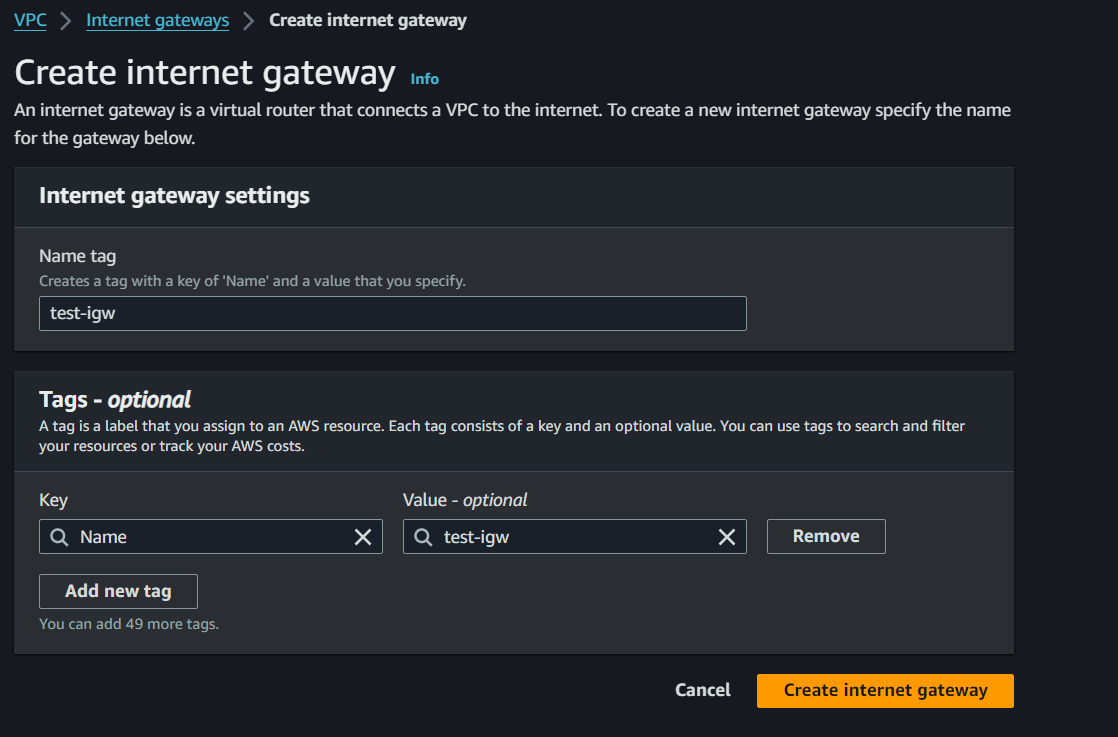 VPC > Internet gateways > Create internet gateway
Create internet gateway Info
An internet gateway is a virtual router that connects a VPC to the internet. To create a new internet gateway specify the name
for the gateway below.
Internet gateway settings
Name tag
Creates a tag with a key of 'Name' and a value that you specify.
test-igw
Tags - optional
A tag is a label that you assign to an AWS resource. Each tag consists of a key and an optional value. You can use tags to search and filter
your resources or track your AWS costs.
Key Value - optional
Name test-igw Remove
Add new tag
You can add 49 more tags.
Cancel Create internet gateway